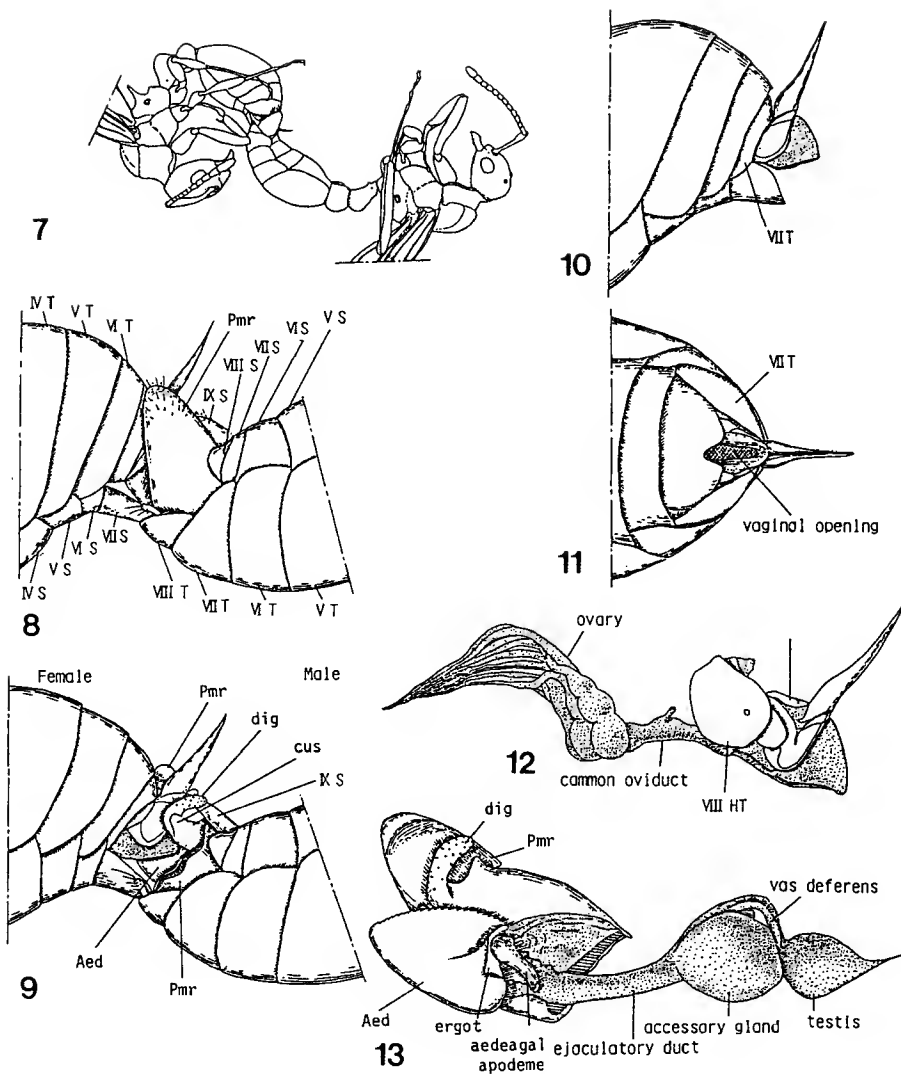 7
IV T
V T
VI T
Pmr
IX S
VIII S
VII S
VI S
V S
IV S
V S
VI S
VII S
VIII T
VII T
VI T
V T
8
Female
Male
Pmr
dig
cus
IX S
Aed
Pmr
9
VII T
10
VII T
vaginal opening
11
ovary
cammon oviduct
VIII HT
12
dig
Pmr
vas deferens
Aed
ergot
aedeagal
apodeme
ejaculatory duct
accessary gland
testis
13